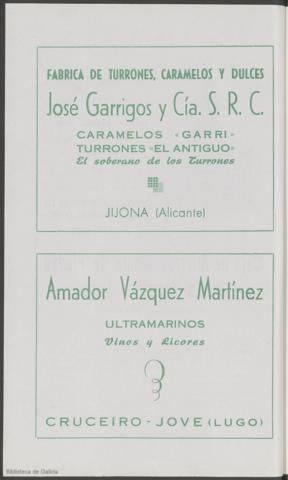 FABRICA DE TURRONES, CARAMELOS Y DULCES
José Garrigos y Cía. S. R. C.
CARAMELOS «GARRI»
TURRONES «EL ANTIGUO»
El soberano de los Turrones
JIJONA (Alicante)
Amador Vázquez Martínez
ULTRAMARINOS
Vinos y Licores
CRUCEIRO - JOVE (LUGO)
Biblioteca de Galicia